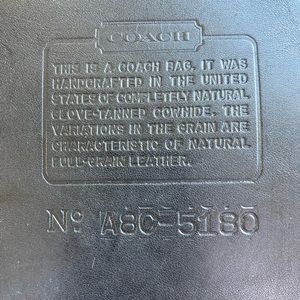 COACH
THIS IS A COACH BAG. IT WAS
HANDCRAFTED IN THE UNITED
STATES OF COMPLETELY NATURAL
GLOVE-TANNED COWHIDE. THE
VARIATIONS IN THE GRAIN ARE
CHARACTERISTIC OF NATURAL
FULL-GRAIN LEATHER.
Nº A8C-5180